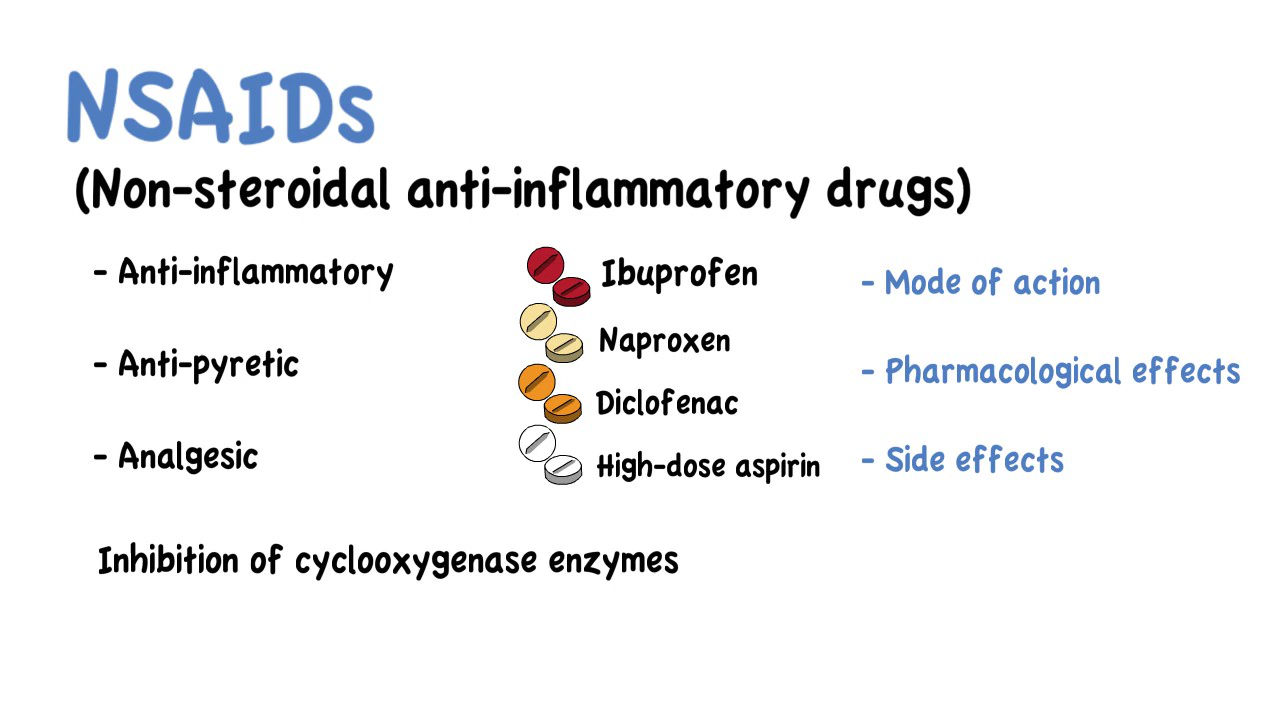 NSAIDs
(Non-steroidal anti-inflammatory drugs)
- Anti-inflammatory
- Anti-pyretic
- Analgesic
Ibuprofen
Naproxen
Diclofenac
High-dose aspirin
- Mode of action
- Pharmacological effects
- Side effects
Inhibition of cyclooxygenase enzymes